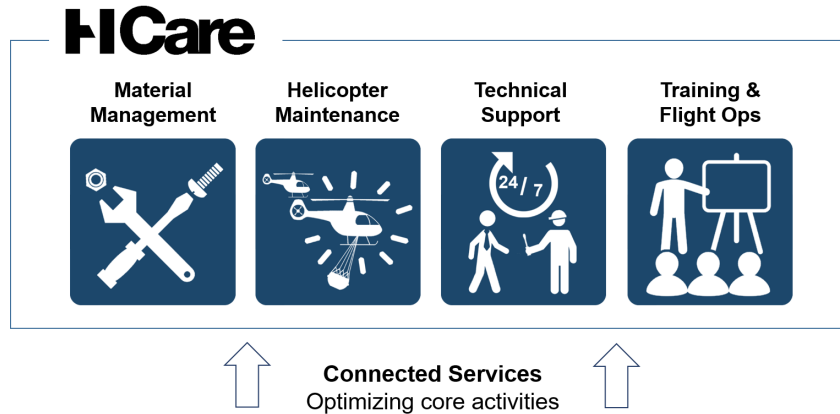 HCare
Material
Management
Helicopter
Maintenance
Technical
Support
Training &
Flight Ops
24/7
Connected Services
Optimizing core activities